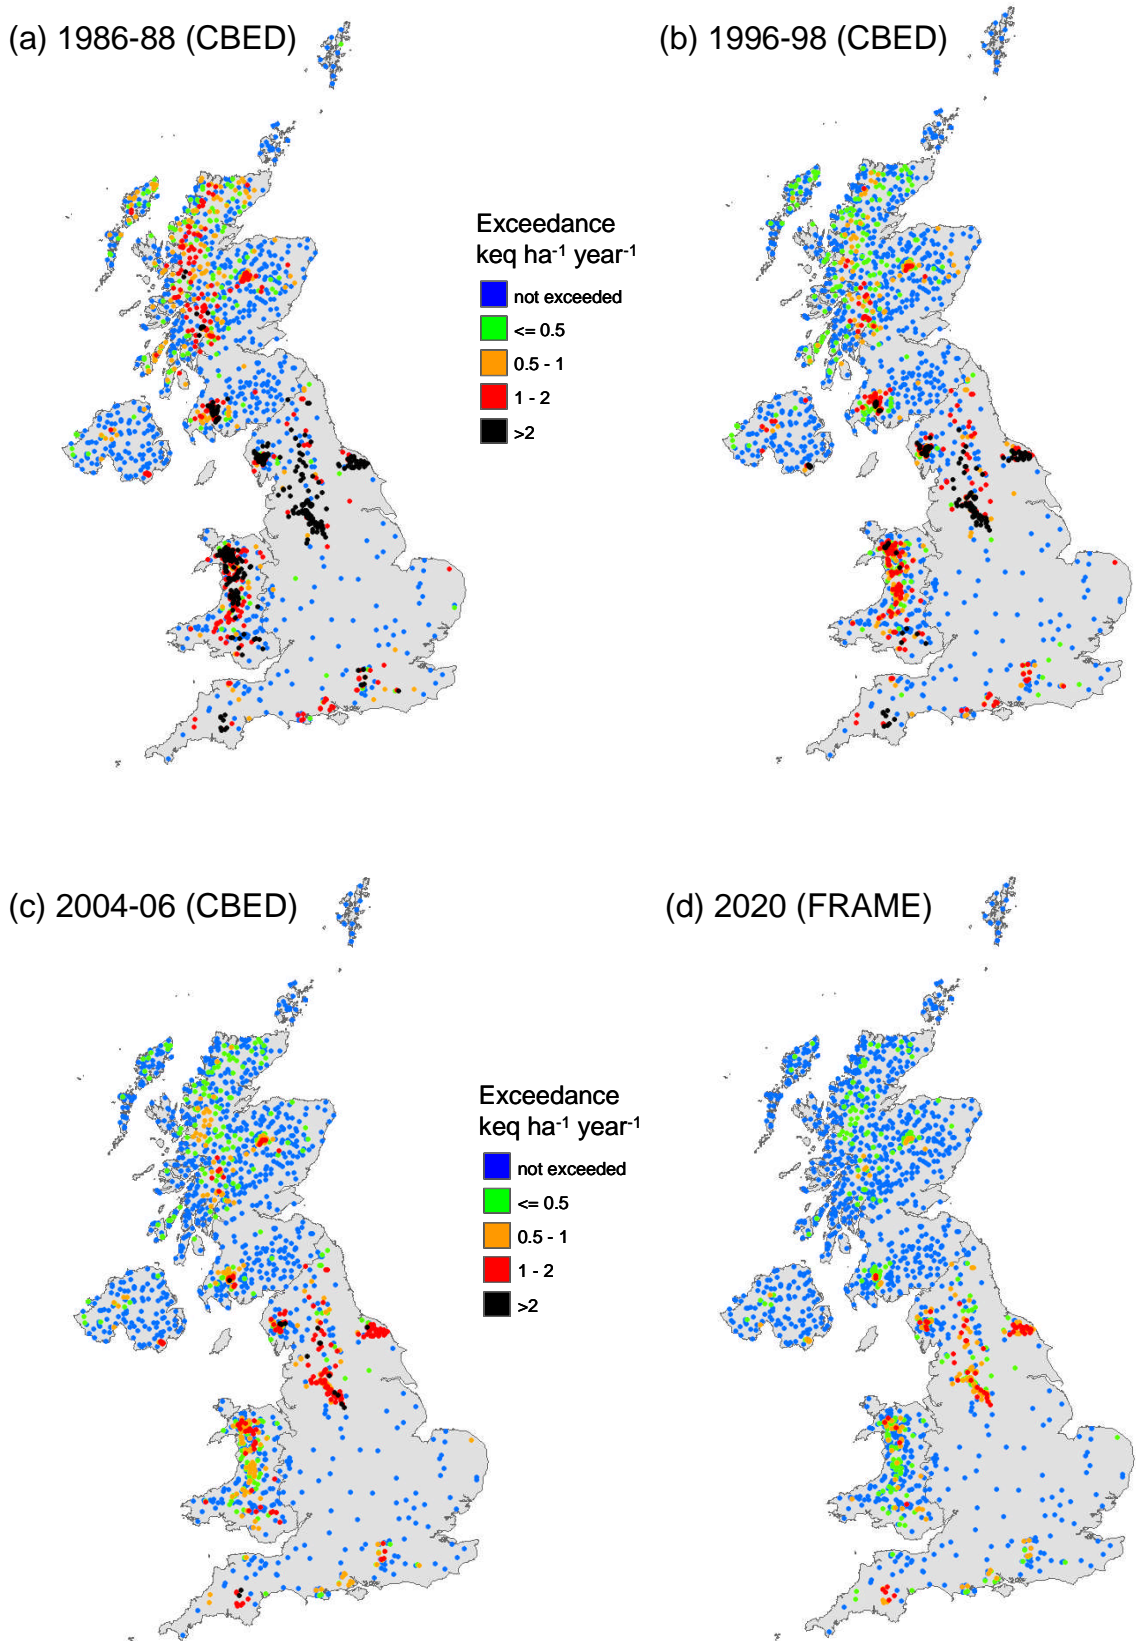 (a) 1986-88 (CBED)
(b) 1996-98 (CBED)
Exceedance
keq ha-1 year-1
not exceeded
<= 0.5
0.5 - 1
1 - 2
>2
(c) 2004-06 (CBED)
(d) 2020 (FRAME)
Exceedance
keq ha-1 year-1
not exceeded
<= 0.5
0.5 - 1
1 - 2
>2